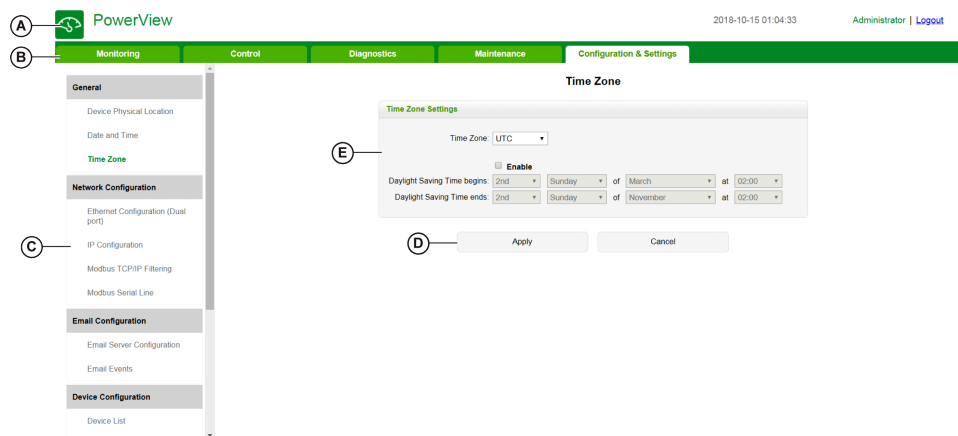 A PowerView 2018-10-15 01:04:33 Administrator | Logout
B Monitoring Control Diagnostics Maintenance Configuration & Settings
General
Device Physical Location
Date and Time
Time Zone
Network Configuration
Ethernet Configuration (Dual
port)
C IP Configuration
Modbus TCP/IP Filtering
Modbus Serial Line
Email Configuration
Email Server Configuration
Email Events
Device Configuration
Device List
Time Zone
Time Zone Settings
E Time Zone: UTC
Enable
Daylight Saving Time begins: 2nd Sunday of March at 02:00
Daylight Saving Time ends: 2nd Sunday of November at 02:00
D Apply Cancel